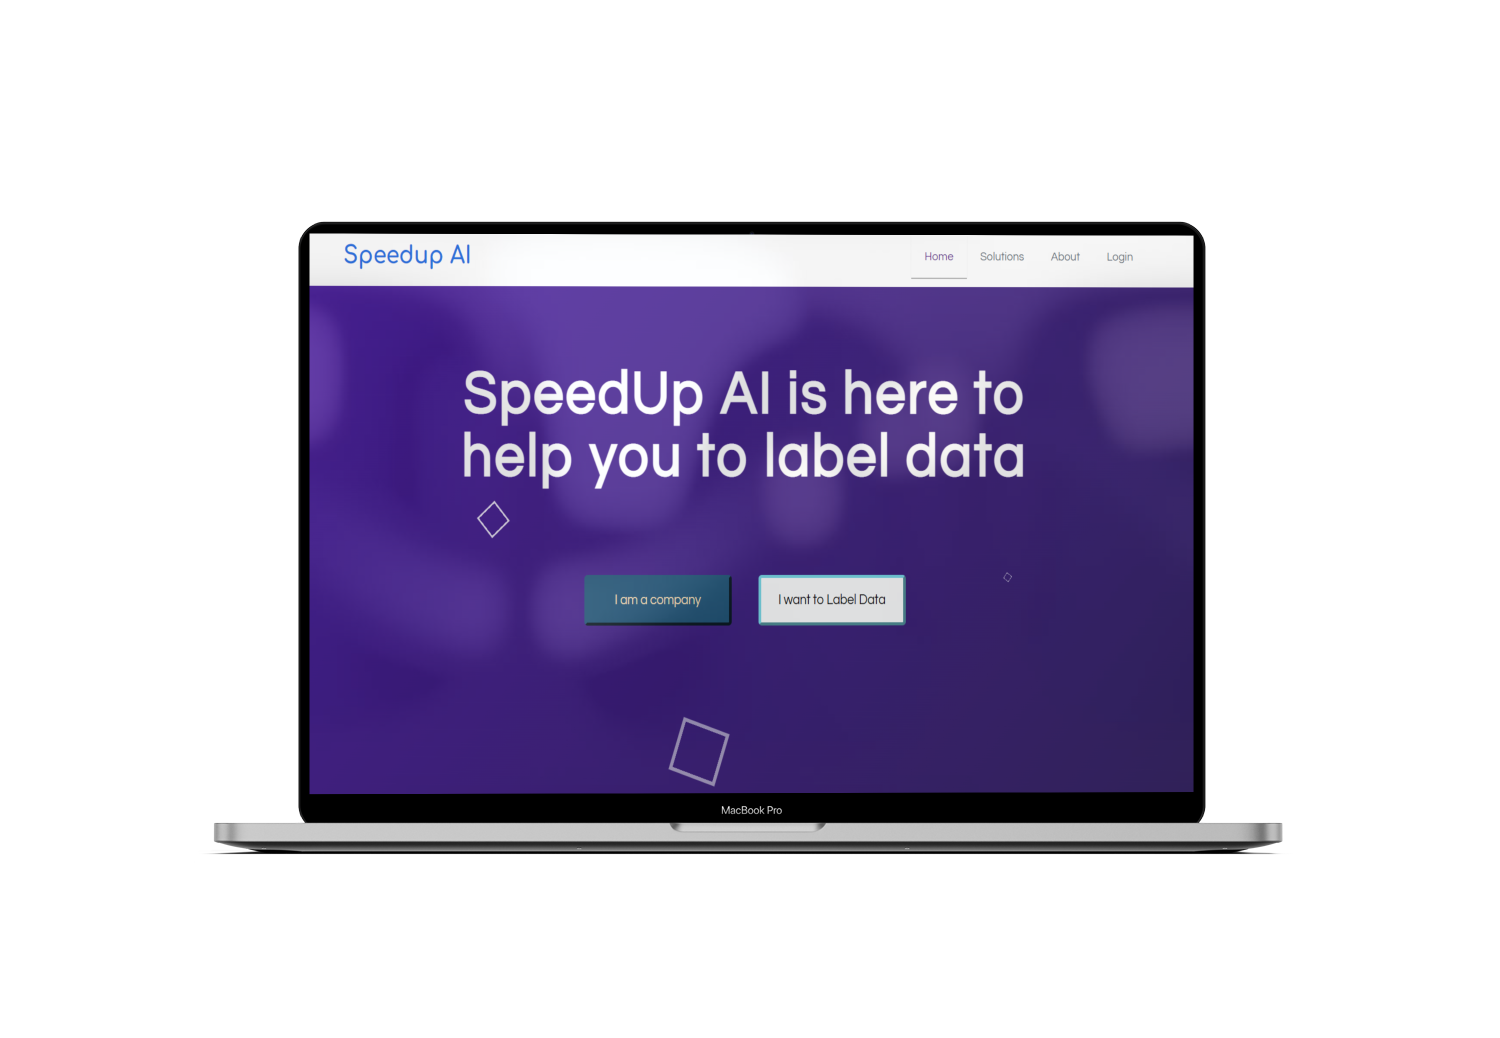 Speedup AI
Home Solutions About Login
SpeedUp AI is here to
help you to label data
I am a company I want to Label Data
MacBook Pro